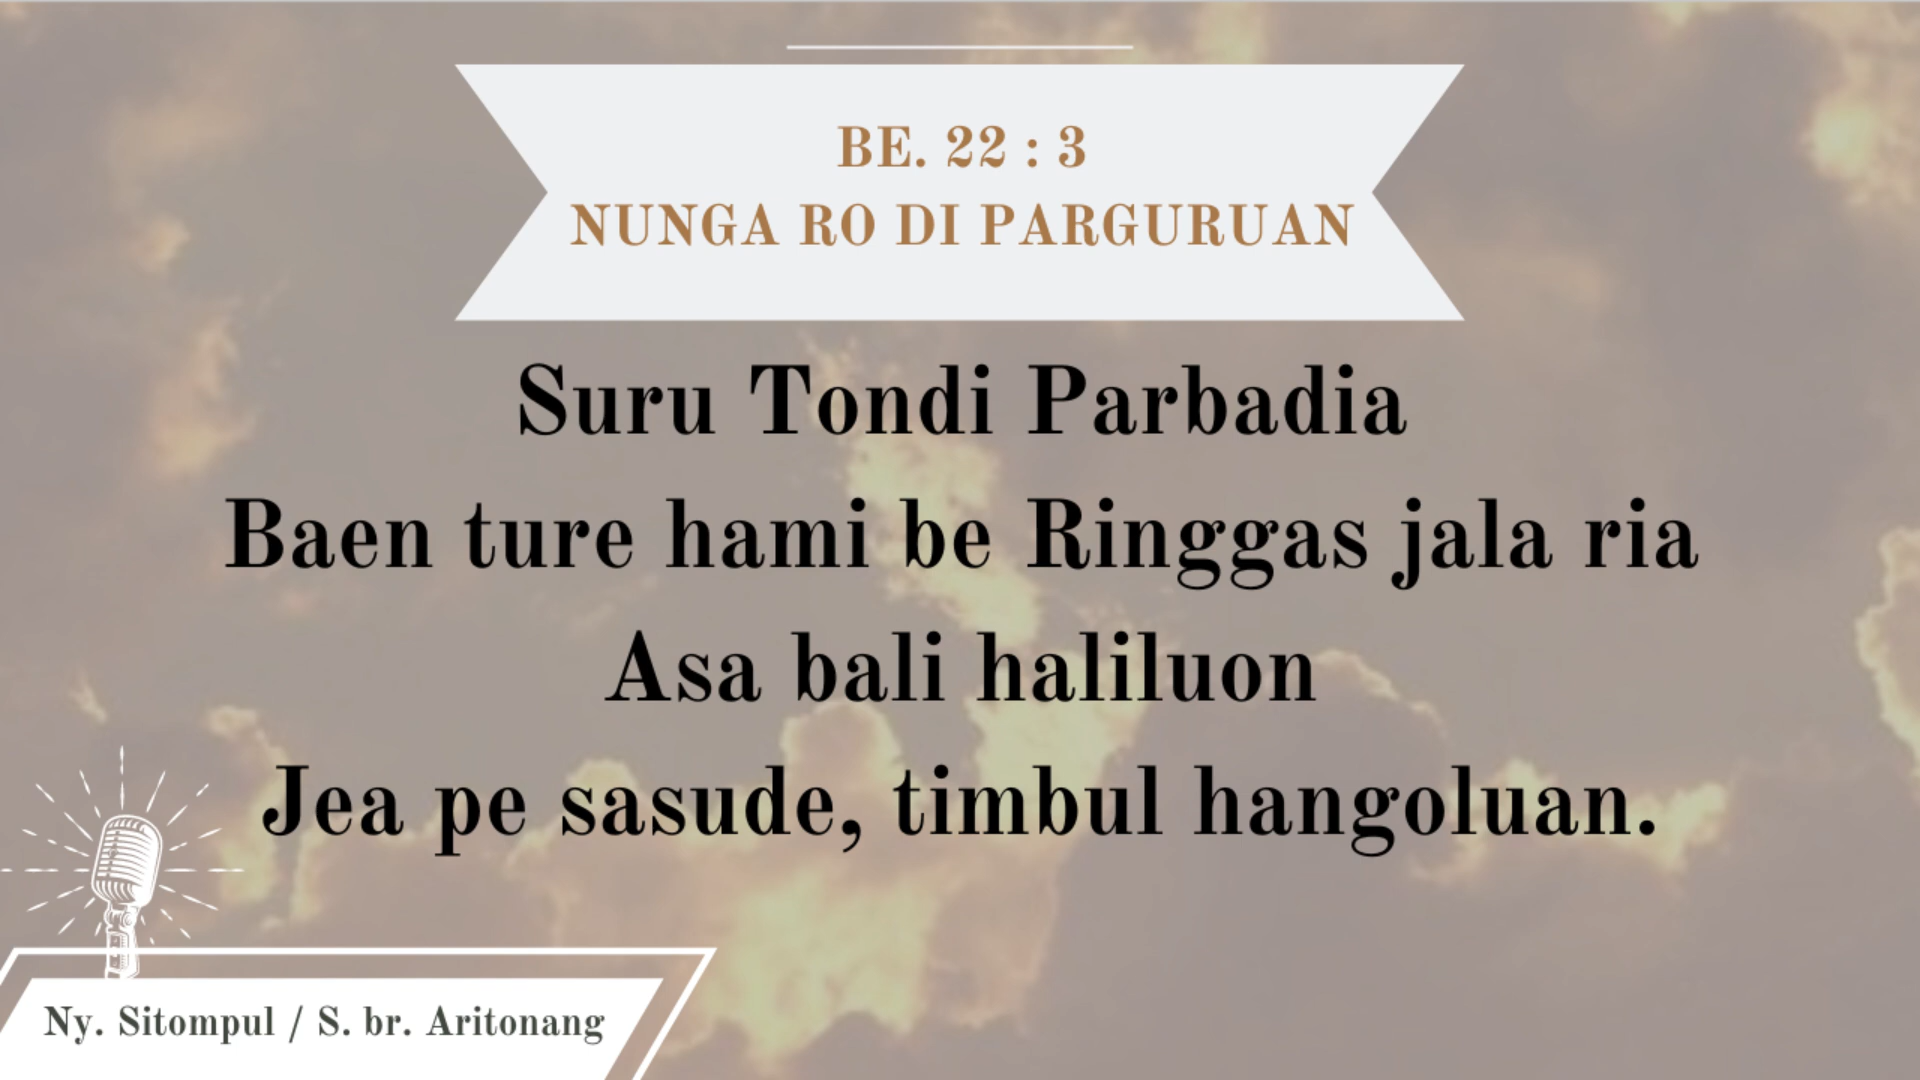 BE. 22 : 3
NUNGA RO DI PARGURUAN
Suru Tondi Parbadia
Baen ture hami be Ringgas jala ria
Asa bali haliluon
Jea pe sasude, timbul hangoluan.
Ny. Sitompul / S. br. Aritonang